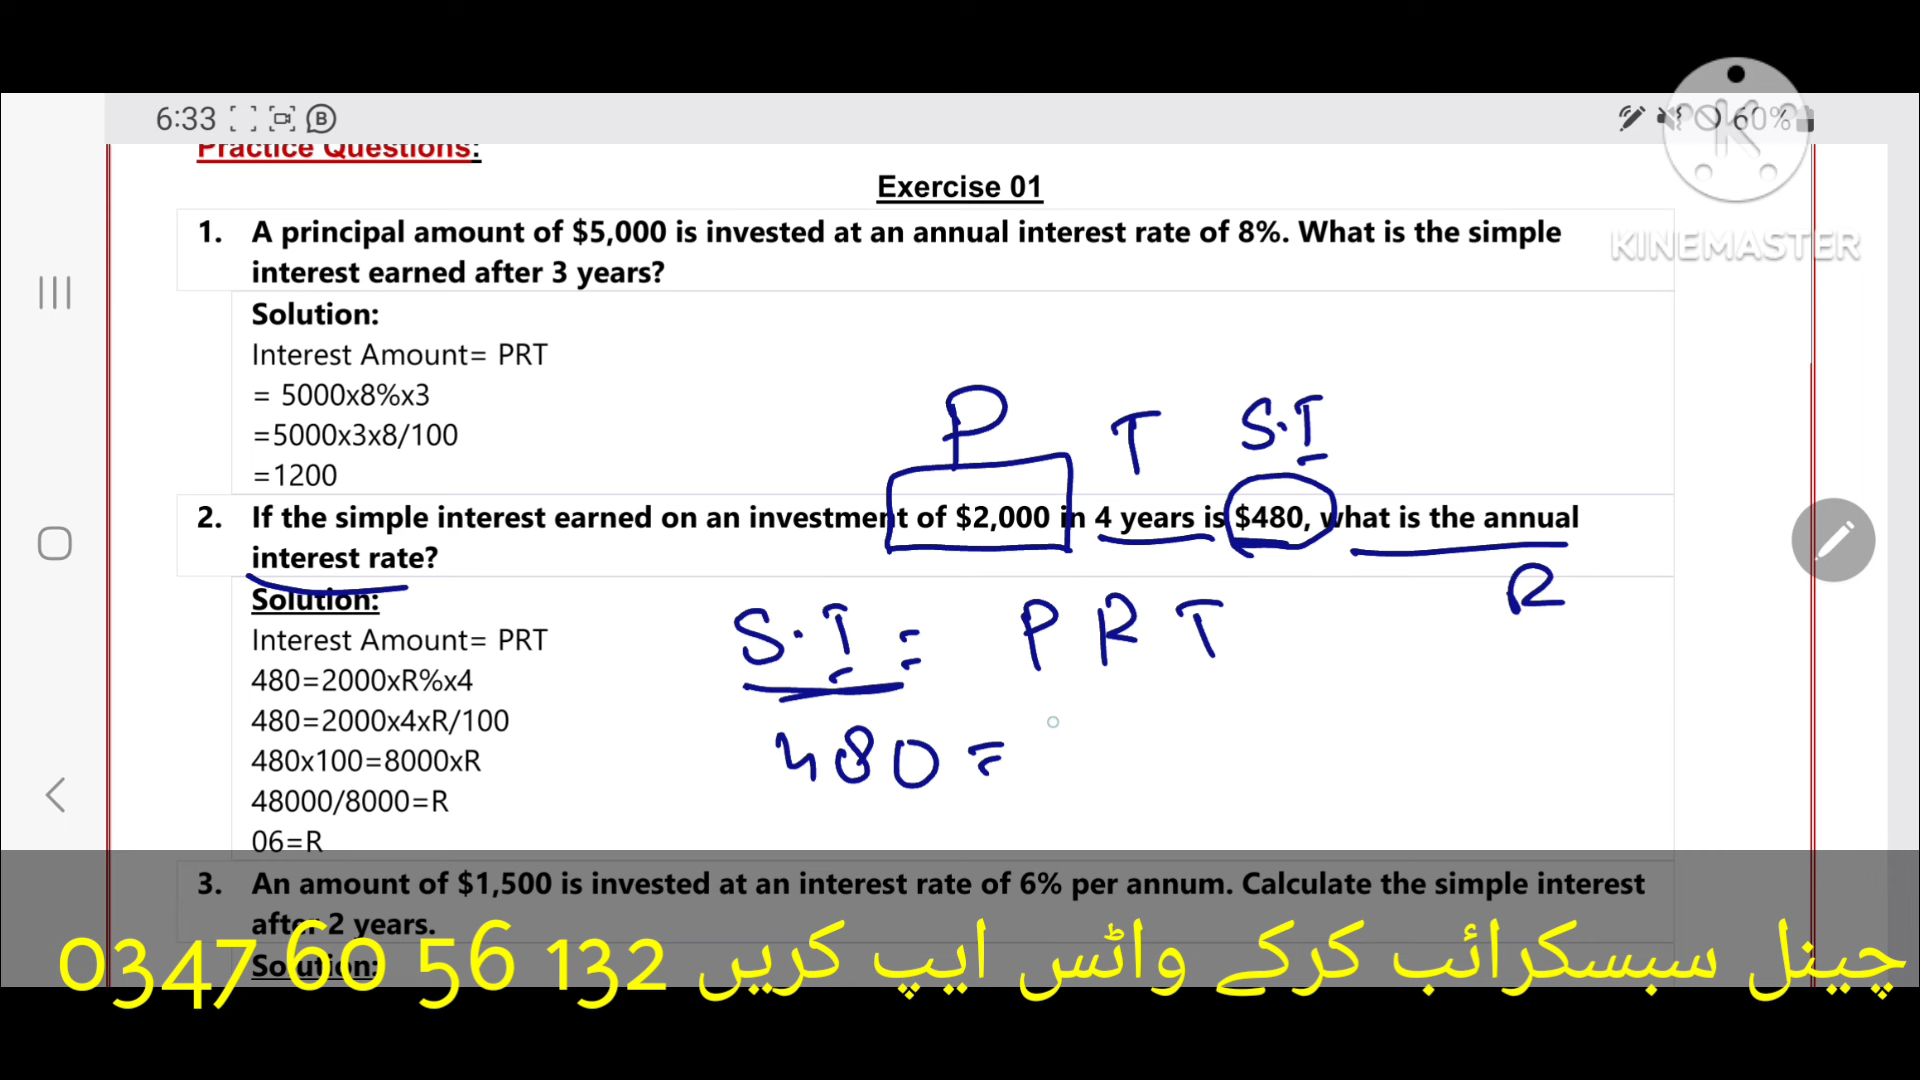 6:33 B 60%
KINEMASTER
Practice Questions:
Exercise 01
1. A principal amount of $5,000 is invested at an annual interest rate of 8%. What is the simple
interest earned after 3 years?
Solution:
Interest Amount= PRT
= 5000x8%x3
=5000x3x8/100
=1200
P T S.I
2. If the simple interest earned on an investment of $2,000 in 4 years is $480, what is the annual
interest rate?
R
Solution:
S.I = P R T
Interest Amount= PRT
480=2000xR%x4
480=2000x4xR/100
480 =
480x100=8000xR
48000/8000=R
06=R
3. An amount of $1,500 is invested at an interest rate of 6% per annum. Calculate the simple interest
after 2 years.
Solution:
چینل سبسکرائب کرکے واٹس ایپ کریں 0347 60 56 132